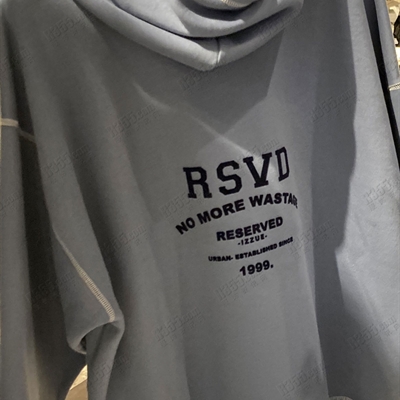 RSVD
NO MORE WASTAGE
RESERVED
-IZZUE-
URBAN- ESTABLISHED SINCE
1999.